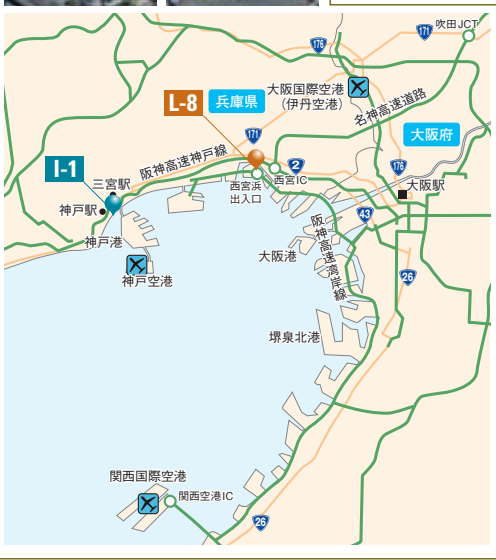 吹田JCT
171
176
大阪国際空港
（伊丹空港）
名神高速道路
L-8
兵庫県
大阪府
171
阪神高速神戸線
2
176
I-1
西宮IC
西宮浜
出入口
大阪駅
三宮駅
神戸駅
43
神戸港
阪神高速湾岸線
大阪港
神戸空港
26
堺泉北港
関西国際空港
関西空港IC
26